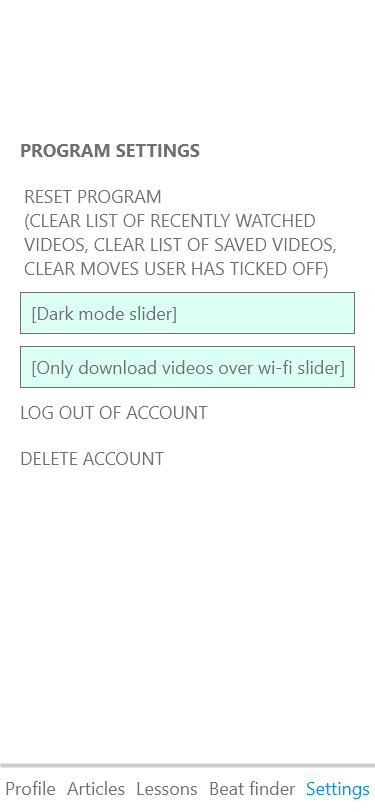 PROGRAM SETTINGS
RESET PROGRAM
(CLEAR LIST OF RECENTLY WATCHED
VIDEOS, CLEAR LIST OF SAVED VIDEOS,
CLEAR MOVES USER HAS TICKED OFF)
[Dark mode slider]
[Only download videos over wi-fi slider]
LOG OUT OF ACCOUNT
DELETE ACCOUNT
Profile Articles Lessons Beat finder Settings